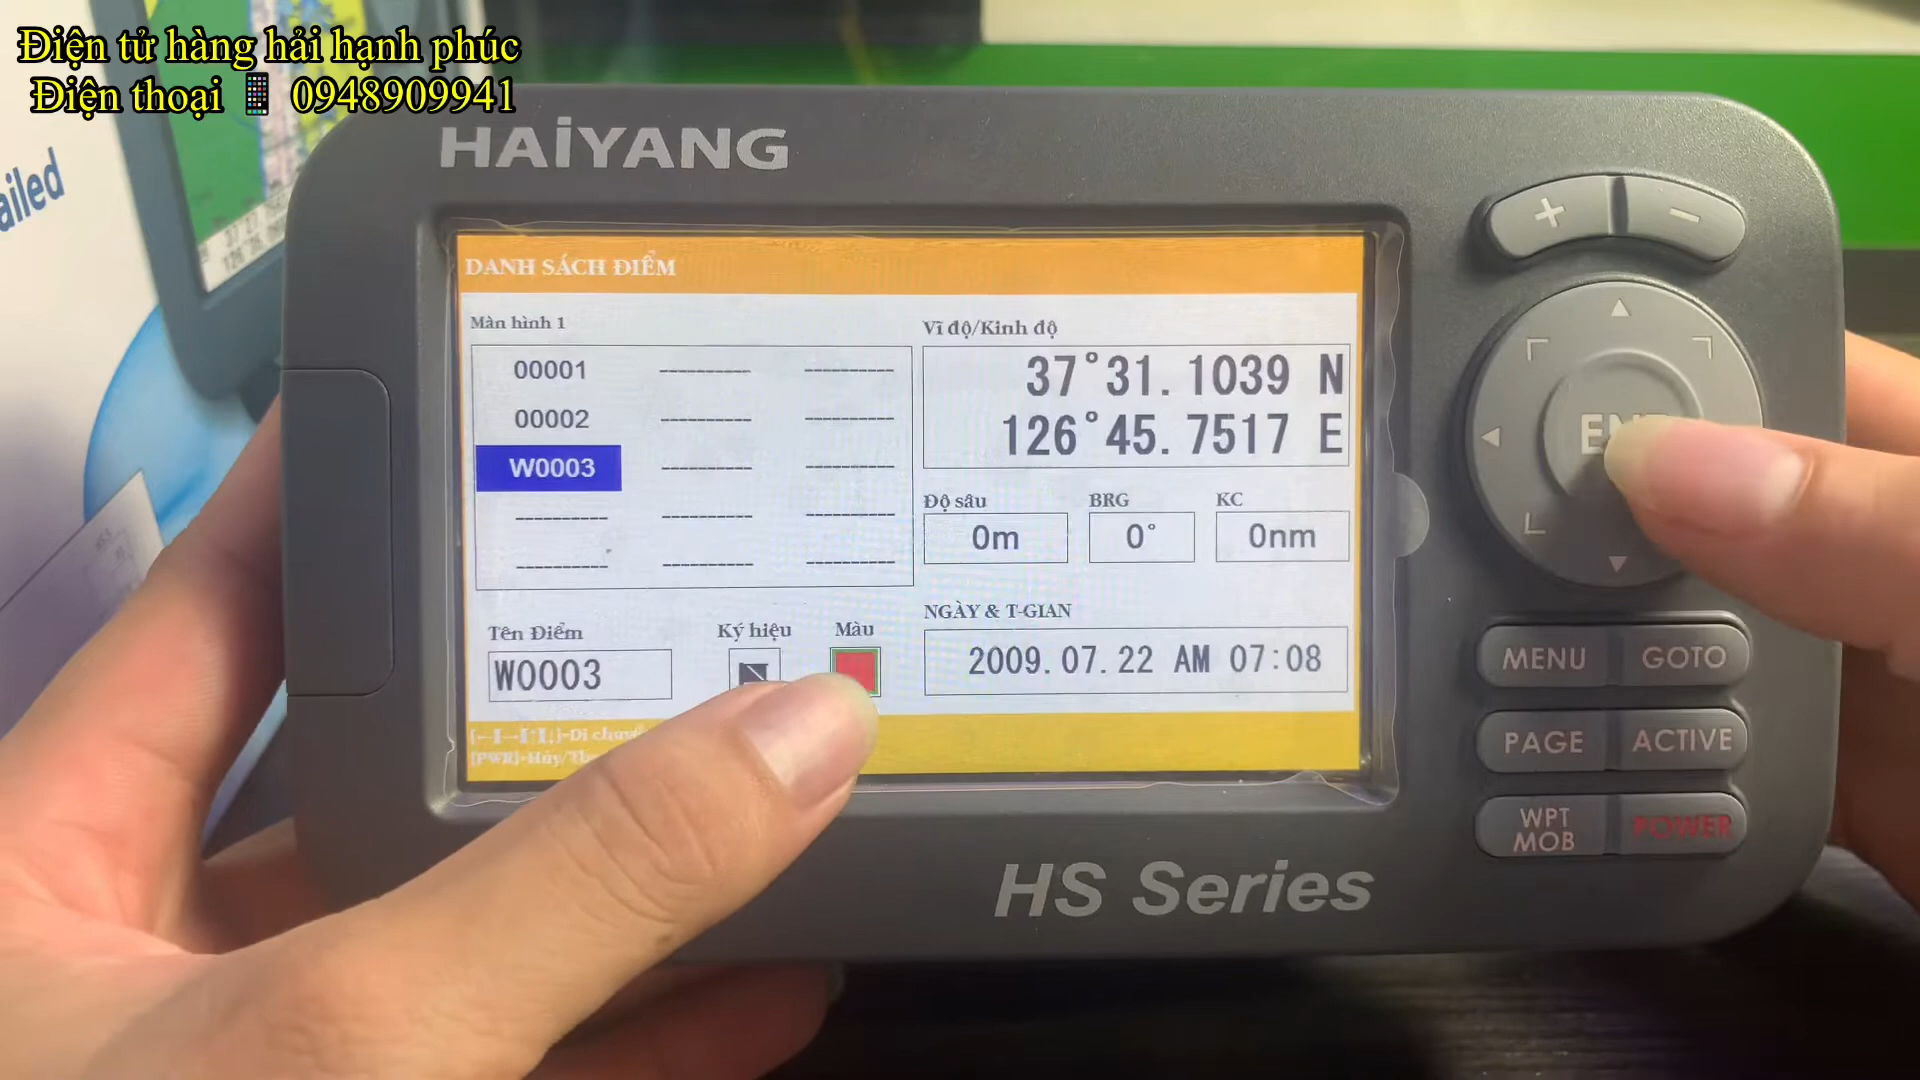 Điện tử hàng hải hạnh phúc
Điện thoại 📱 0948909941
ailed
HAIYANG
DANH SÁCH ĐIỂM
Màn hình 1
00001 ---------- ----------
00002 ---------- ----------
W0003 ---------- ----------
---------- ---------- ----------
---------- ---------- ----------
Vĩ độ/Kinh độ
37°31.1039 N
126°45.7517 E
Độ sâu BRG KC
0m 0° 0nm
NGÀY & T-GIAN
2009.07.22 AM 07:08
Tên Điểm Ký hiệu Màu
W0003
[←][→][↑][↓]-Di
[PWR]-Hủy
+ -
MENU GOTO
PAGE ACTIVE
WPT
MOB
POWER
HS Series